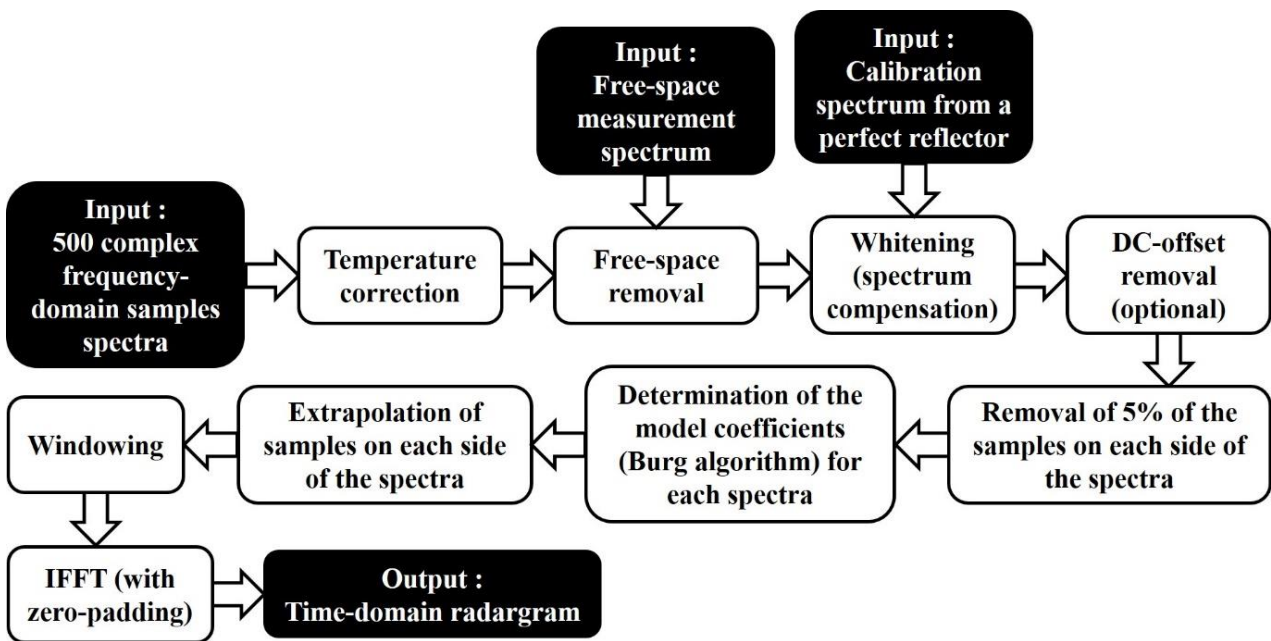 Input :
Free-space
measurement
spectrum
Input :
Calibration
spectrum from a
perfect reflector
Input :
500 complex
frequency-
domain samples
spectra
Temperature
correction
Free-space
removal
Whitening
(spectrum
compensation)
DC-offset
removal
(optional)
Removal of 5% of the
samples on each side of
the spectra
Determination of the
model coefficients
(Burg algorithm) for
each spectra
Extrapolation of
samples on each side
of the spectra
Windowing
IFFT (with
zero-padding)
Output :
Time-domain radargram